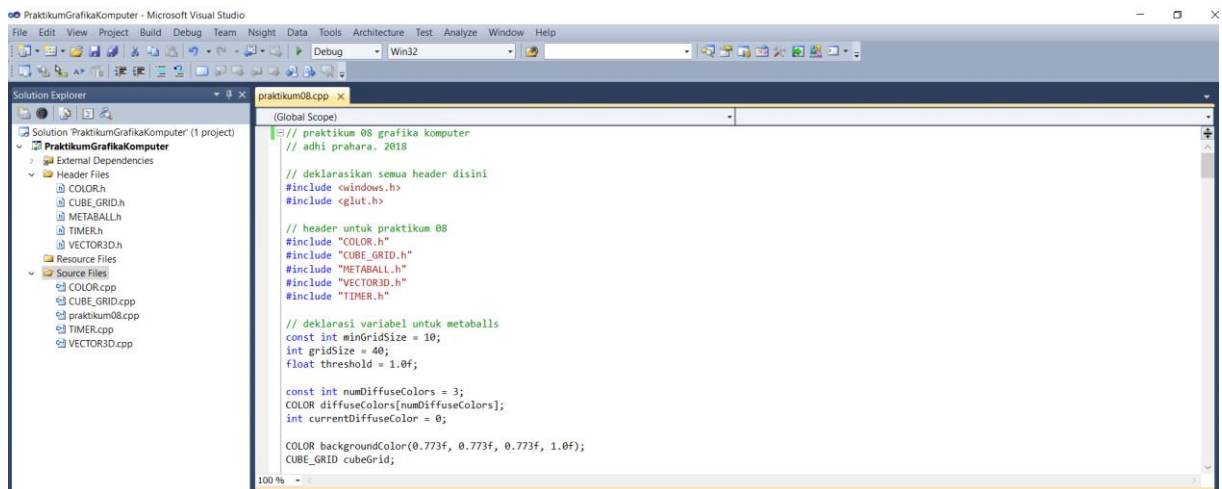 PraktikumGrafikaKomputer - Microsoft Visual Studio
File Edit View Project Build Debug Team Nsight Data Tools Architecture Test Analyze Window Help
Debug Win32
Solution Explorer
praktikum08.cpp
(Global Scope)
Solution 'PraktikumGrafikaKomputer' (1 project)
PraktikumGrafikaKomputer
External Dependencies
Header Files
COLOR.h
CUBE_GRID.h
METABALL.h
TIMER.h
VECTOR3D.h
Resource Files
Source Files
COLOR.cpp
CUBE_GRID.cpp
praktikum08.cpp
TIMER.cpp
VECTOR3D.cpp
// praktikum 08 grafika komputer
// adhi prahara. 2018
// deklarasikan semua header disini
#include <windows.h>
#include <glut.h>
// header untuk praktikum 08
#include "COLOR.h"
#include "CUBE_GRID.h"
#include "METABALL.h"
#include "VECTOR3D.h"
#include "TIMER.h"
// deklarasi variabel untuk metaballs
const int minGridSize = 10;
int gridSize = 40;
float threshold = 1.0f;
const int numDiffuseColors = 3;
COLOR diffuseColors[numDiffuseColors];
int currentDiffuseColor = 0;
COLOR backgroundColor(0.773f, 0.773f, 0.773f, 1.0f);
CUBE_GRID cubeGrid;
100 %